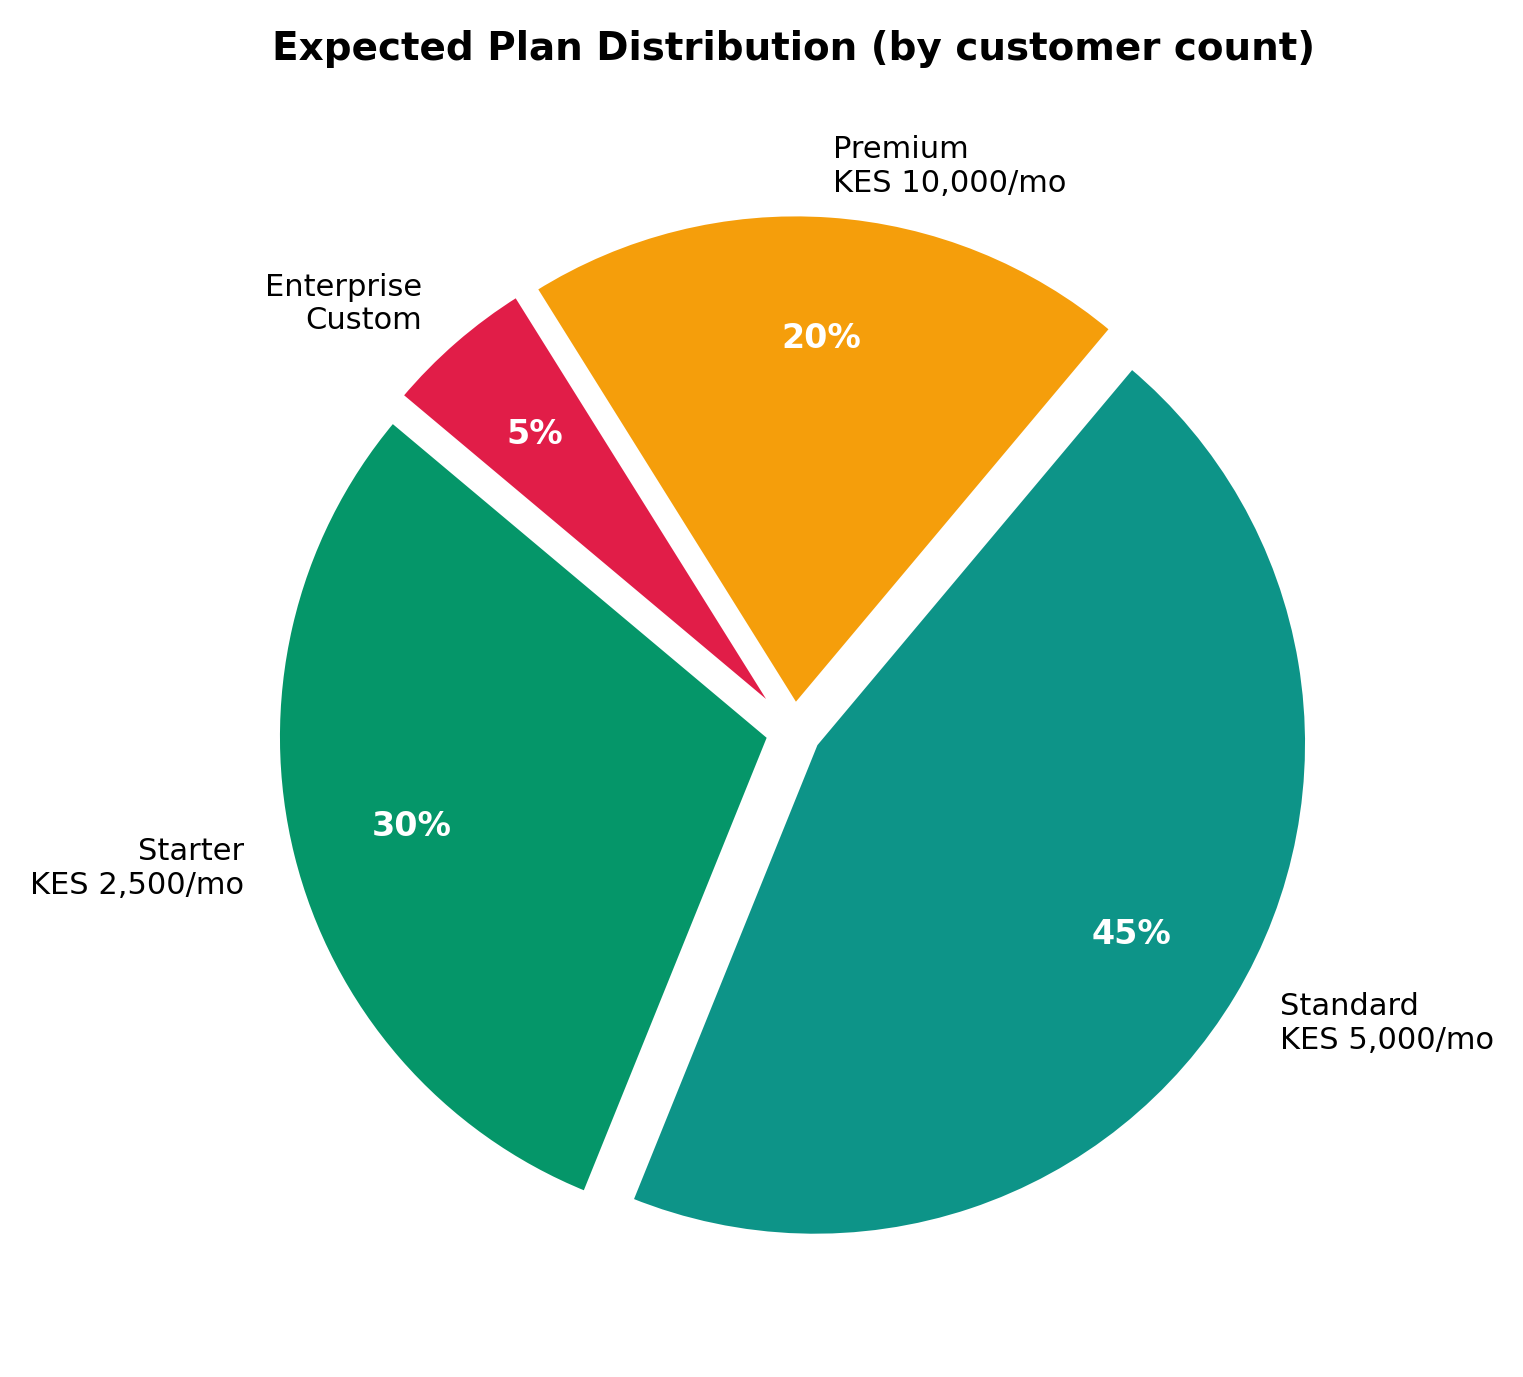 Expected Plan Distribution (by customer count)
Premium
KES 10,000/mo
Enterprise
Custom
20%
5%
30%
Starter
KES 2,500/mo
45%
Standard
KES 5,000/mo